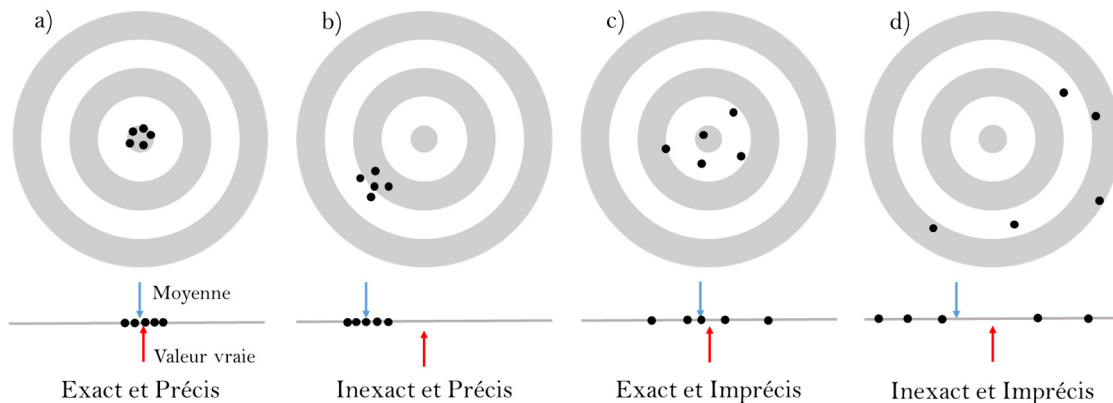 a)
b)
c)
d)
Moyenne
Valeur vraie
Exact et Précis
Inexact et Précis
Exact et Imprécis
Inexact et Imprécis